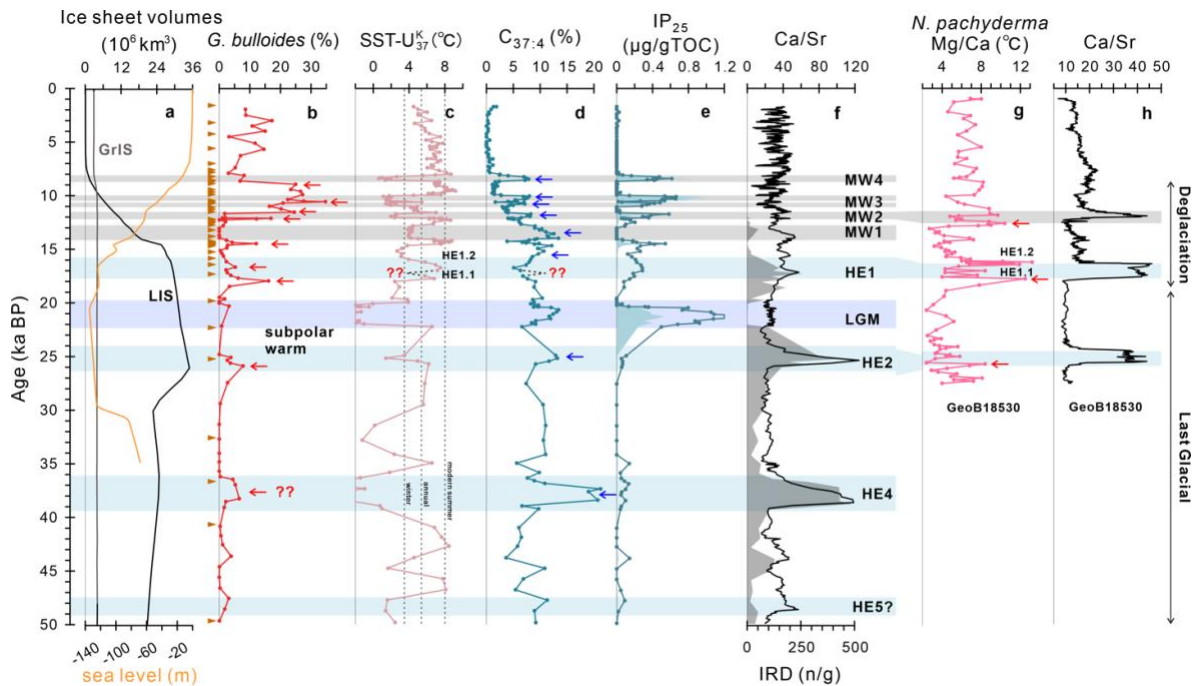 Ice sheet volumes
(10⁶ km³)
0 12 24 36
G. bulloides (%)
0 10 20 30
SST-Uᴷ₃₇ (°C)
0 4 8
C₃₇:₄ (%)
0 5 10 15 20
IP₂₅
(µg/gTOC)
0 0.4 0.8 1.2
Ca/Sr
0 40 80 120
N. pachyderma
Mg/Ca (°C)
4 8 12
Ca/Sr
10 20 30 40 50
a b c d e f g h
Age (ka BP)
0
5
10
15
20
25
30
35
40
45
50
GrIS
LIS
subpolar
warm
??
??
??
HE1.2
HE1.1
modern summer
annual
winter
MW4
MW3
MW2
MW1
HE1
LGM
HE2
HE4
HE5?
HE1.2
HE1.1
GeoB18530
GeoB18530
Deglaciation
Last Glacial
-140 -100 -60 -20
sea level (m)
0 250 500
IRD (n/g)